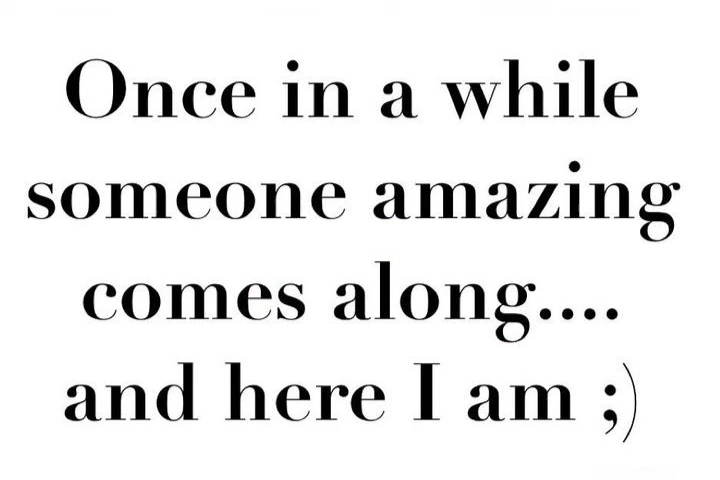 Once in a while
someone amazing
comes along....
and here I am ;)